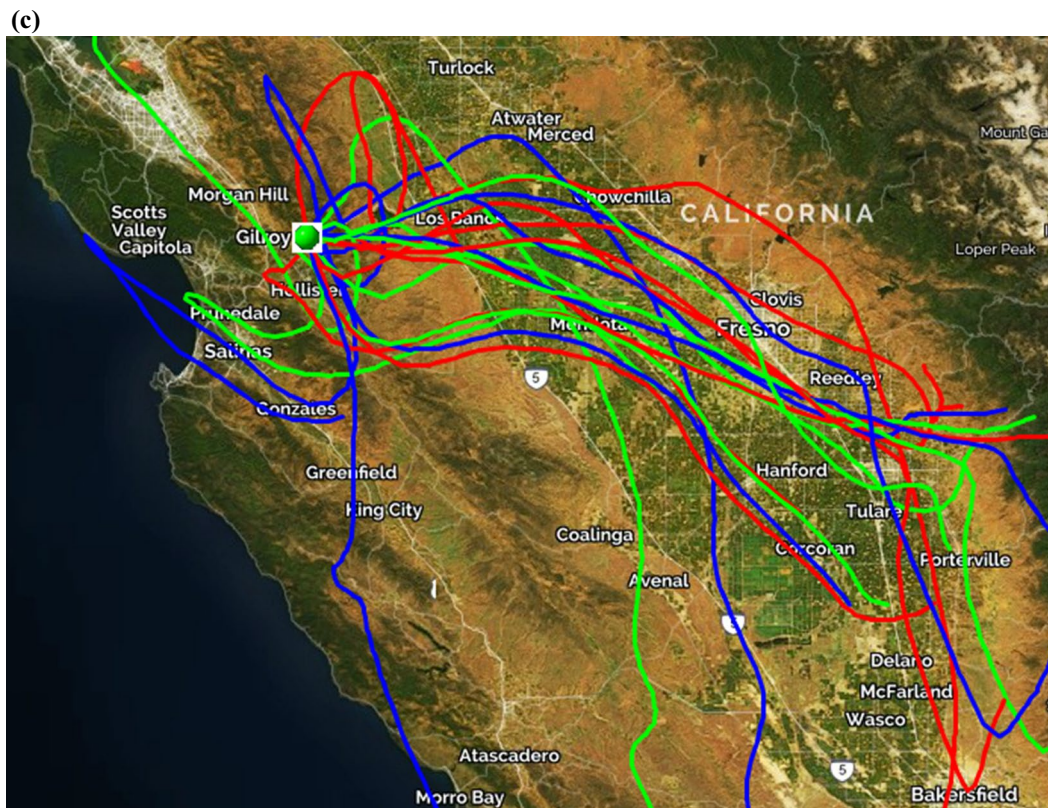 (c)
Turlock
Atwater
Merced
Mount Ga
Morgan Hill
Chowchilla
Scotts
Valley
Capitola
Los Banos
CALIFORNIA
Gilroy
Loper Peak
Hollister
Clovis
Prunedale
Mendota
Fresno
Salinas
5
Reedley
Gonzales
Greenfield
Hanford
King City
Tulare
Coalinga
Corcoran
Porterville
Avenal
5
Delano
McFarland
Wasco
Atascadero
5
Bakersfield
Morro Bay